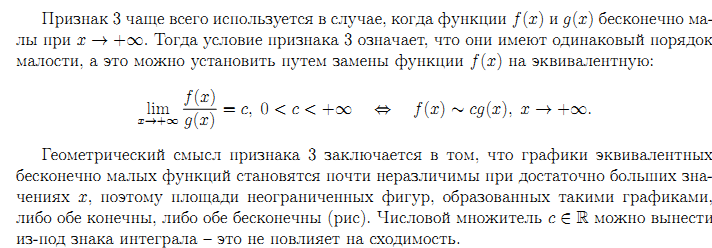 Признак 3 чаще всего используется в случае, когда функции f(x) и g(x) бесконечно ма-
лы при x → +∞. Тогда условие признака 3 означает, что они имеют одинаковый порядок
малости, а это можно установить путем замены функции f(x) на эквивалентную:
lim x→+∞ f(x)/g(x) = c, 0 < c < +∞ ⇔ f(x) ∼ cg(x), x → +∞.
Геометрический смысл признака 3 заключается в том, что графики эквивалентных
бесконечно малых функций становятся почти неразличимы при достаточно больших зна-
чениях x, поэтому площади неограниченных фигур, образованных такими графиками,
либо обе конечны, либо обе бесконечны (рис). Числовой множитель c ∈ ℝ можно вынести
из-под знака интеграла – это не повлияет на сходимость.